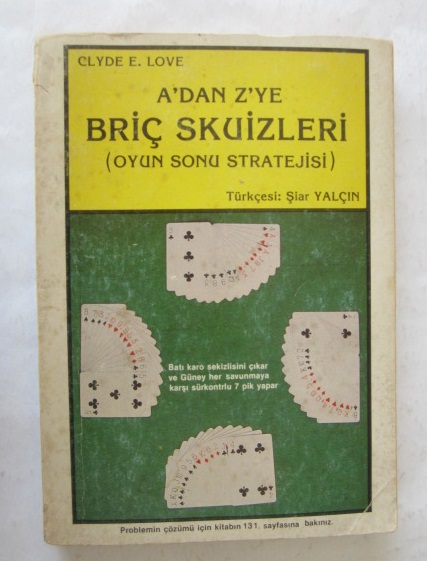 CLYDE E. LOVE
A'DAN Z'YE
BRİÇ SKUİZLERİ
(OYUN SONU STRATEJİSİ)
Türkçesi: Şiar YALÇIN
Batı karo sekizlisini çıkar
ve Güney her savunmaya
karşı sürkontrlu 7 pik yapar
Problemin çözümü için kitabın 131. sayfasına bakınız.